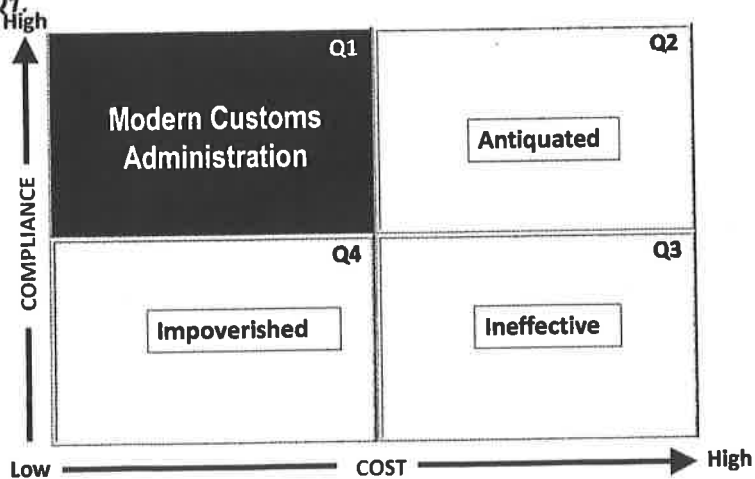 High
Q1
Q2
Modern Customs
Administration
Antiquated
COMPLIANCE
Q4
Q3
Impoverished
Ineffective
Low
COST
High